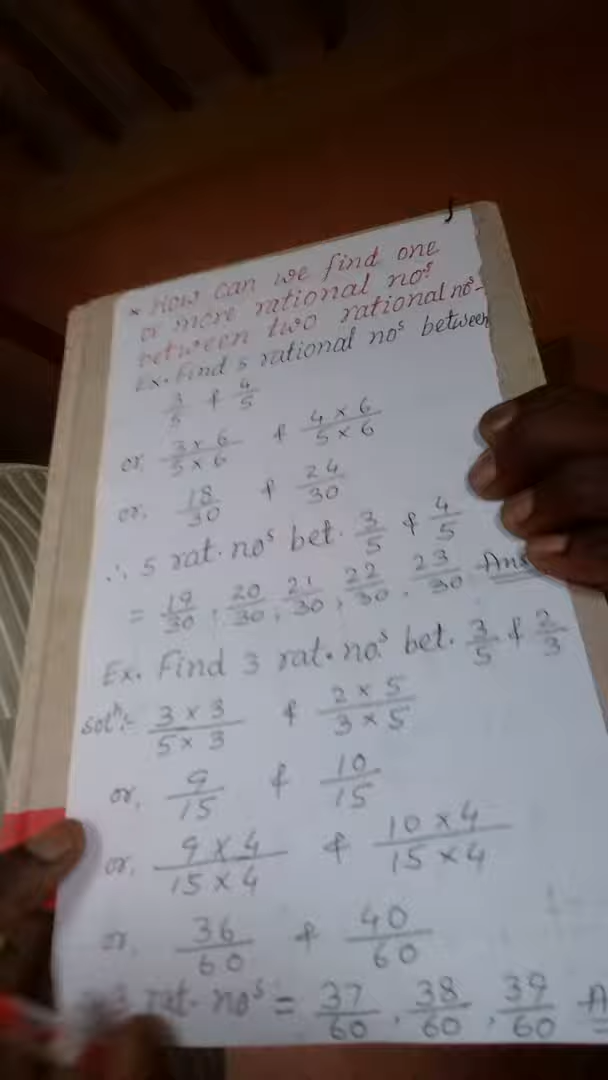 * How can we find one
or more rational no.s
between two rational nos-
Ex. Find 5 rational nos between
3/5 & 4/5
or, 3 × 6/5 × 6 & 4 × 6/5 × 6
or, 18/30 & 24/30
∴ 5 rat. nos bet. 3/5 & 4/5
= 19/30, 20/30, 21/30, 22/30, 23/30 Ans
Ex. Find 3 rat. no.s bet. 3/5 & 2/3
Soln:- 3 × 3/5 × 3 & 2 × 5/3 × 5
or, 9/15 & 10/15
or, 9 × 4/15 × 4 & 10 × 4/15 × 4
or, 36/60 & 40/60
3 rat. nos = 37/60, 38/60, 39/60 A